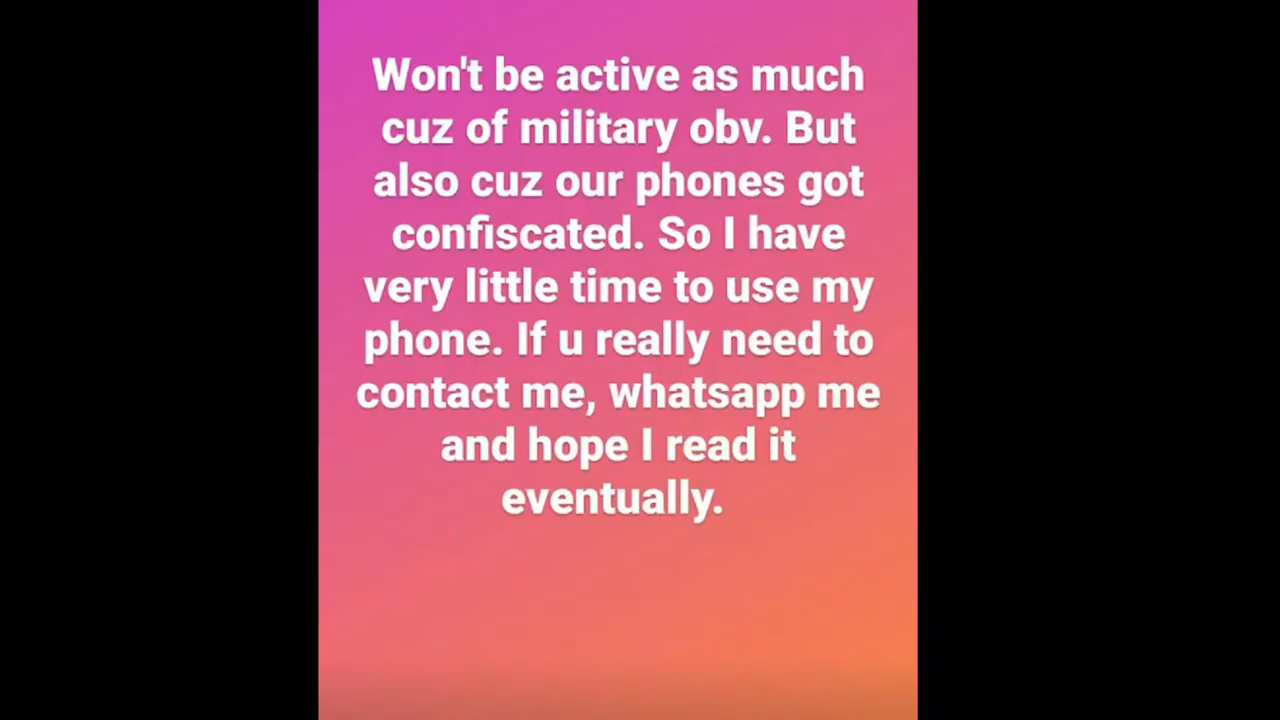 Won't be active as much
cuz of military obv. But
also cuz our phones got
confiscated. So I have
very little time to use my
phone. If u really need to
contact me, whatsapp me
and hope I read it
eventually.